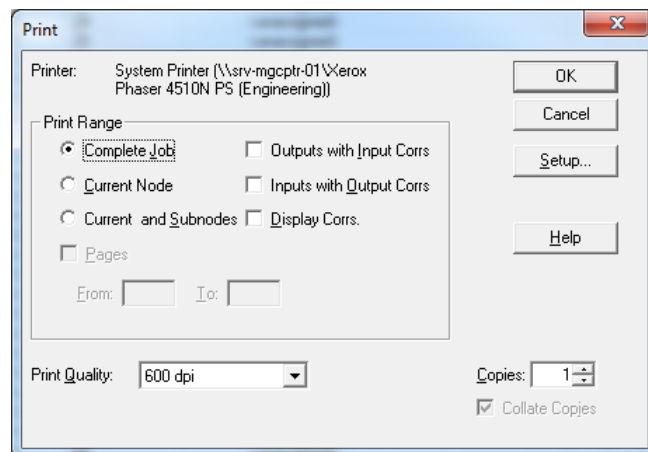 Print
Printer: System Printer (\\srv-mgcptr-01\Xerox
Phaser 4510N PS (Engineering))
OK
Cancel
Setup...
Help
Print Range
Complete Job
Outputs with Input Corrs
Current Node
Inputs with Output Corrs
Current and Subnodes
Display Corrs.
Pages
From:
To:
Print Quality: 600 dpi
Copies: 1
Collate Copies